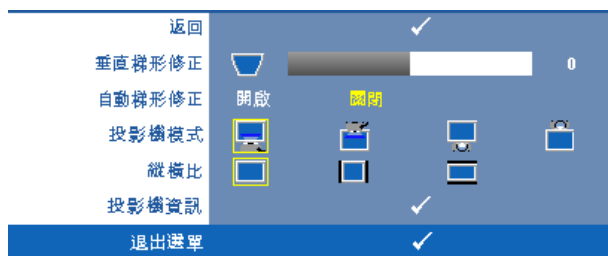 返回
垂直梯形修正 0
自動梯形修正 開啟 關閉
投影機模式
縱橫比
投影機資訊
退出選單